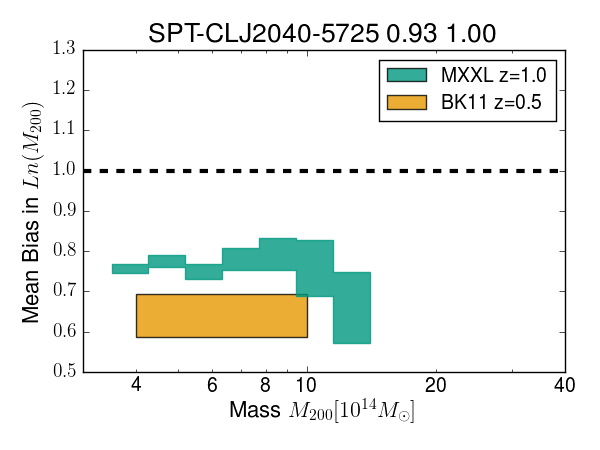 SPT-CLJ2040-5725 0.93 1.00
MXXL z=1.0
BK11 z=0.5
Mean Bias in Ln(M₂₀₀)
1.3
1.2
1.1
1.0
0.9
0.8
0.7
0.6
0.5
4 6 8 10 20 40
Mass M₂₀₀[10¹⁴M☉]